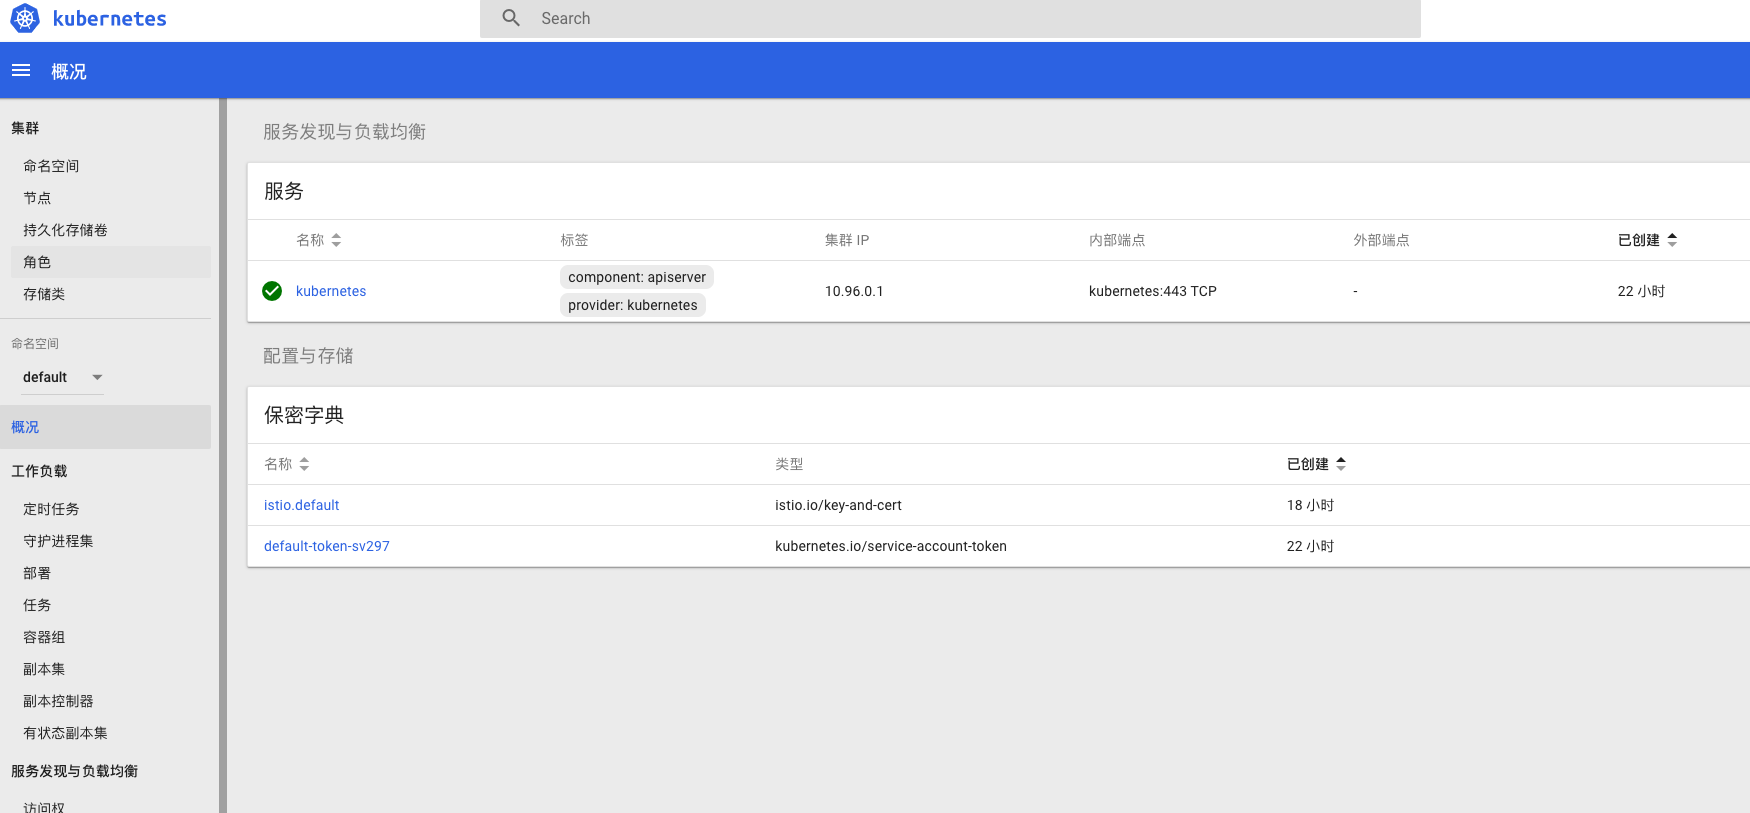 kubernetes
Search
概况
集群
命名空间
节点
持久化存储卷
角色
存储类
命名空间
default
概况
工作负载
定时任务
守护进程集
部署
任务
容器组
副本集
副本控制器
有状态副本集
服务发现与负载均衡
访问权
服务发现与负载均衡
服务
名称 标签 集群 IP 内部端点 外部端点 已创建
kubernetes component: apiserver provider: kubernetes 10.96.0.1 kubernetes:443 TCP - 22 小时
配置与存储
保密字典
名称 类型 已创建
istio.default istio.io/key-and-cert 18 小时
default-token-sv297 kubernetes.io/service-account-token 22 小时